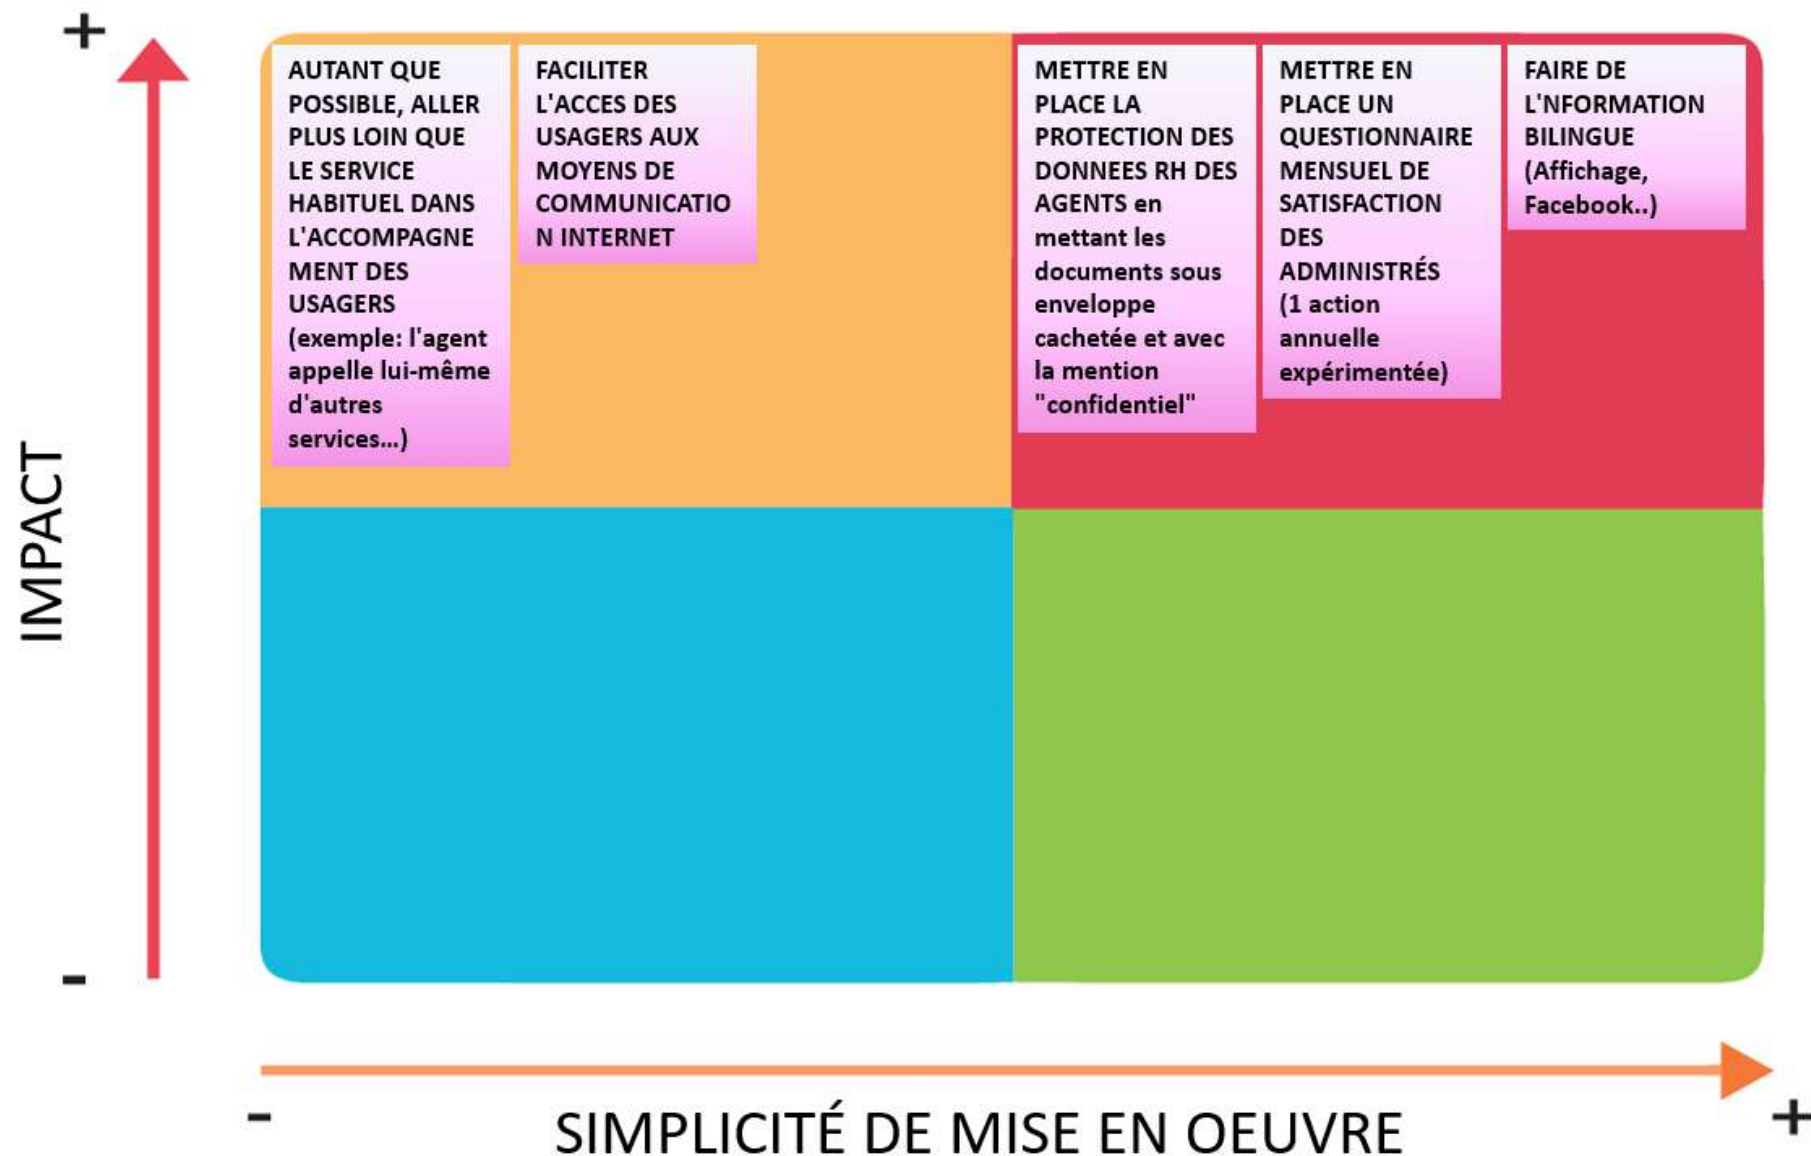 +
AUTANT QUE
POSSIBLE, ALLER
PLUS LOIN QUE
LE SERVICE
HABITUEL DANS
L'ACCOMPAGNE
MENT DES
USAGERS
(exemple: l'agent
appelle lui-même
d'autres
services...)
FACILITER
L'ACCES DES
USAGERS AUX
MOYENS DE
COMMUNICATIO
N INTERNET
METTRE EN
PLACE LA
PROTECTION DES
DONNEES RH DES
AGENTS en
mettant les
documents sous
enveloppe
cachetée et avec
la mention
"confidentiel"
METTRE EN
PLACE UN
QUESTIONNAIRE
MENSUEL DE
SATISFACTION
DES
ADMINISTRÉS
(1 action
annuelle
expérimentée)
FAIRE DE
L'NFORMATION
BILINGUE
(Affichage,
Facebook..)
IMPACT
-
-
SIMPLICITÉ DE MISE EN OEUVRE
+